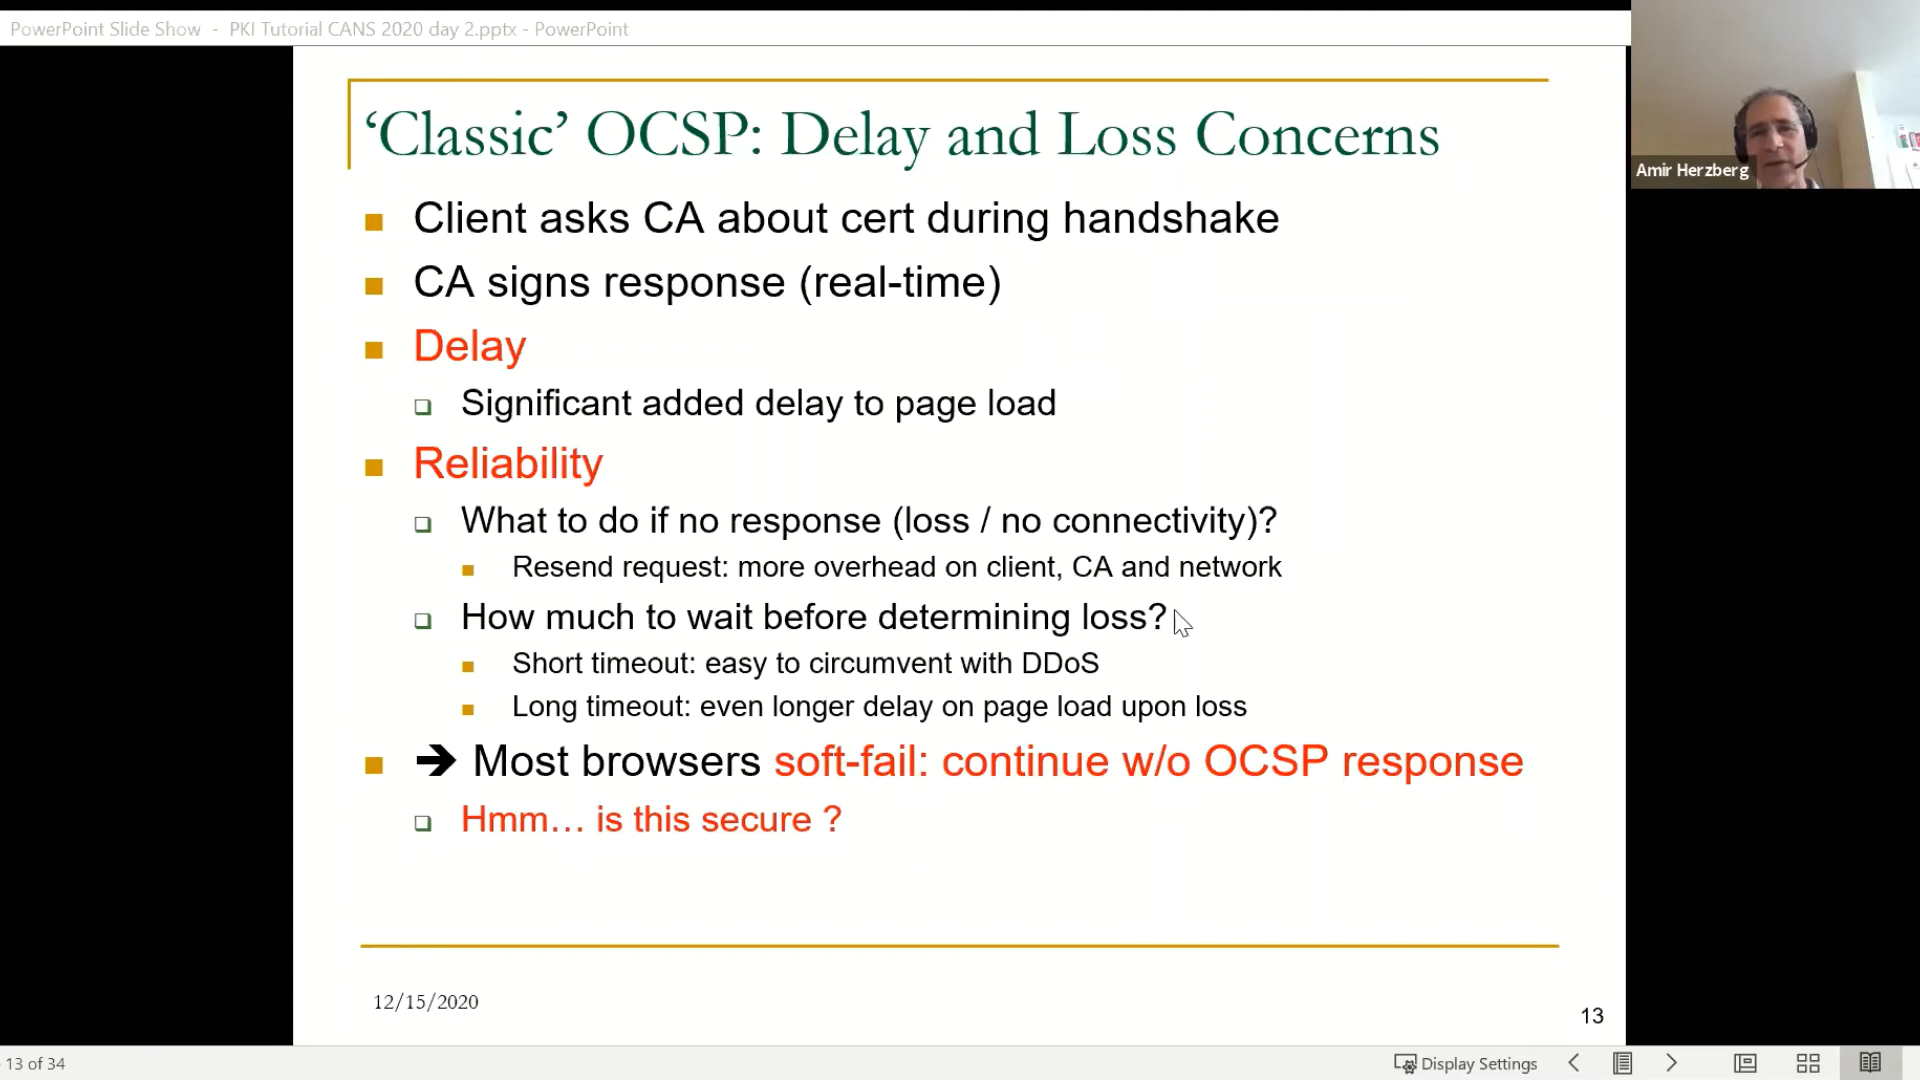 PowerPoint Slide Show - PKI Tutorial CANS 2020 day 2.pptx - PowerPoint
Amir Herzberg
‘Classic’ OCSP: Delay and Loss Concerns
Client asks CA about cert during handshake
CA signs response (real-time)
Delay
Significant added delay to page load
Reliability
What to do if no response (loss / no connectivity)?
Resend request: more overhead on client, CA and network
How much to wait before determining loss?
Short timeout: easy to circumvent with DDoS
Long timeout: even longer delay on page load upon loss
➔ Most browsers soft-fail: continue w/o OCSP response
Hmm… is this secure ?
12/15/2020
13
13 of 34
Display Settings